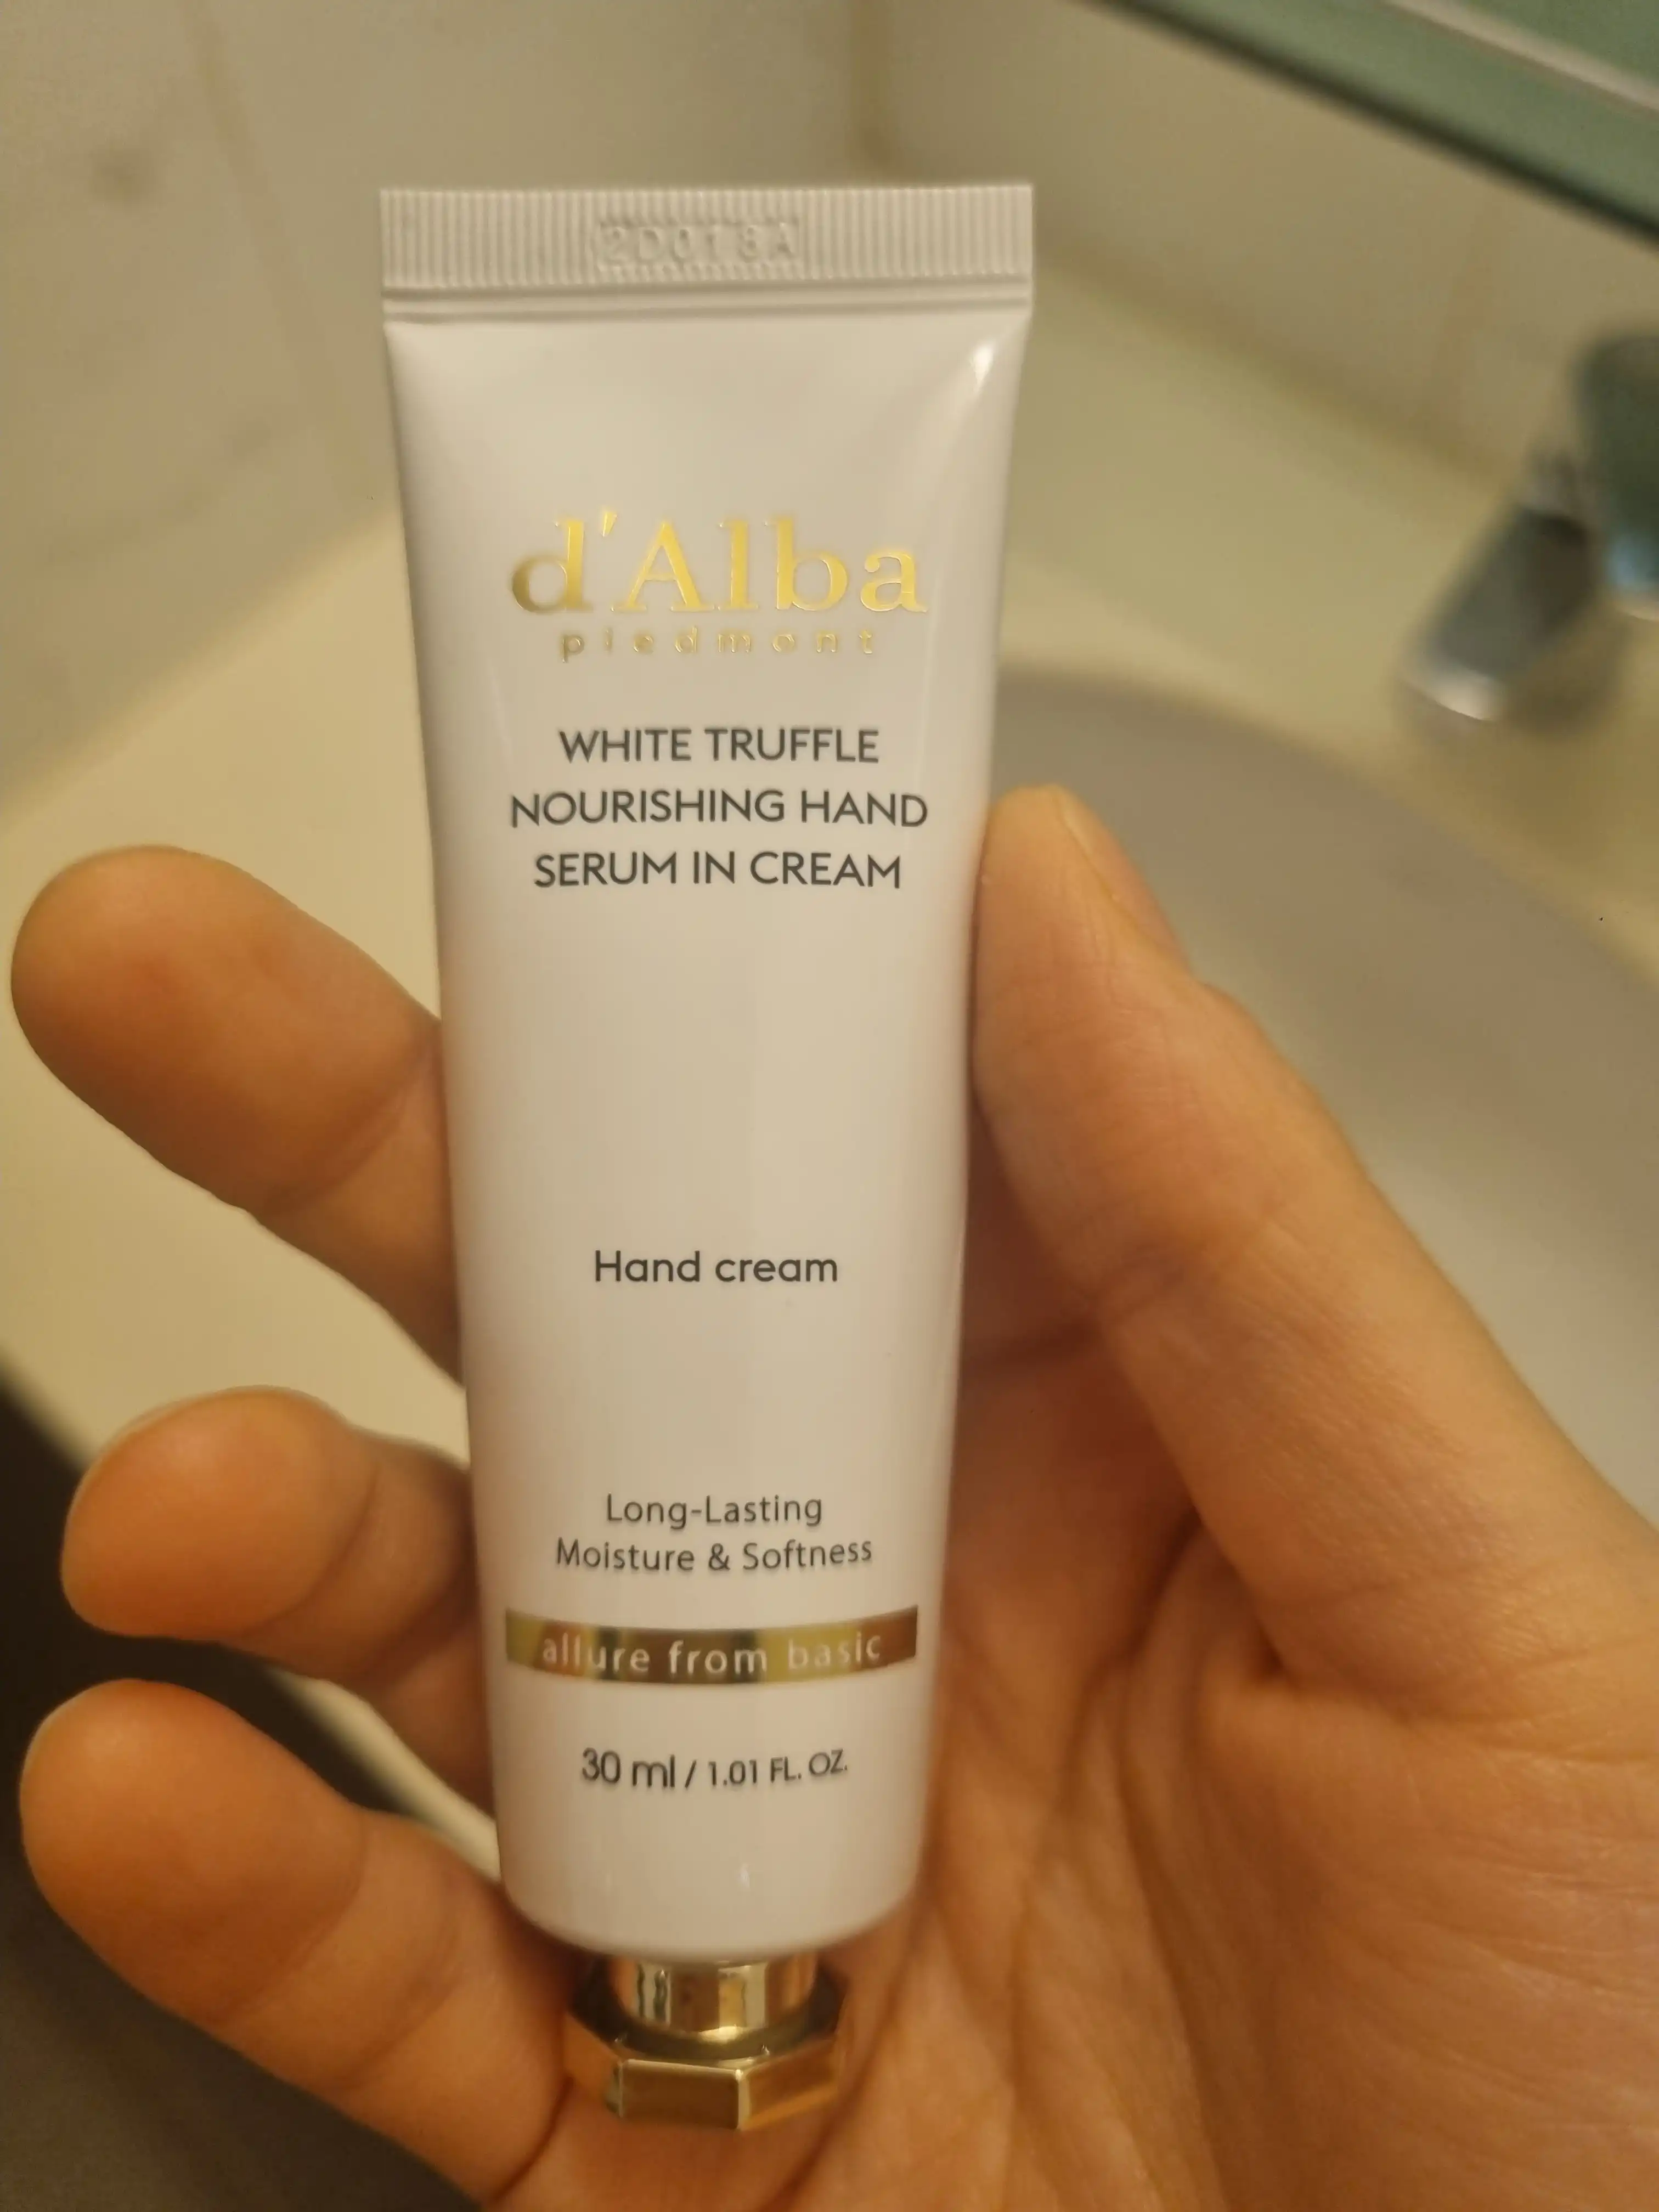 2D018A
d'Alba
piedmont
WHITE TRUFFLE
NOURISHING HAND
SERUM IN CREAM
Hand cream
Long-Lasting
Moisture & Softness
allure from basic
30 ml / 1.01 FL. OZ.